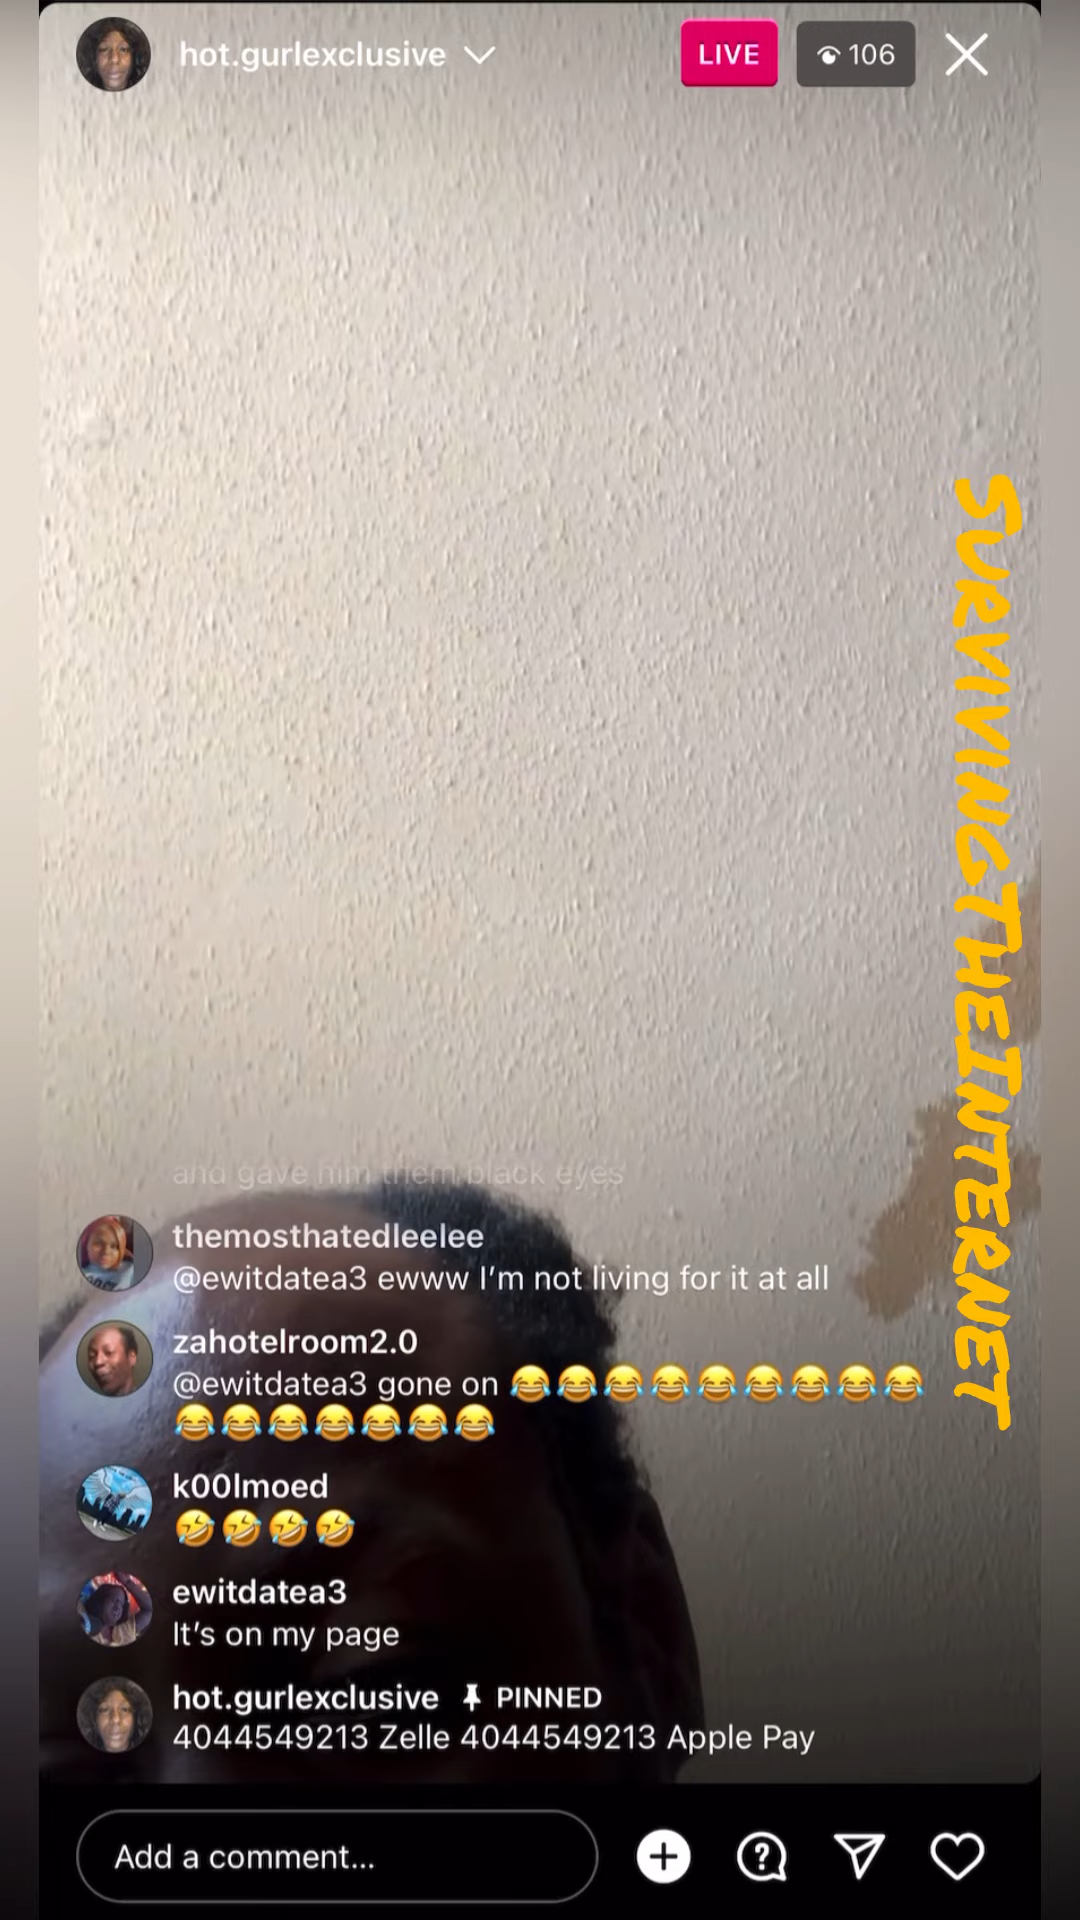 hot.gurlexclusive
LIVE
106
SURVIVINGTHEINTERNET
and gave him them black eyes
themosthatedleelee
@ewitdatea3 ewww I’m not living for it at all
zahotelroom2.0
@ewitdatea3 gone on 😂😂😂😂😂😂😂😂😂
😂😂😂😂😂😂😂
k00lmoed
🤣🤣🤣🤣
ewitdatea3
It’s on my page
hot.gurlexclusive PINNED
4044549213 Zelle 4044549213 Apple Pay
Add a comment...